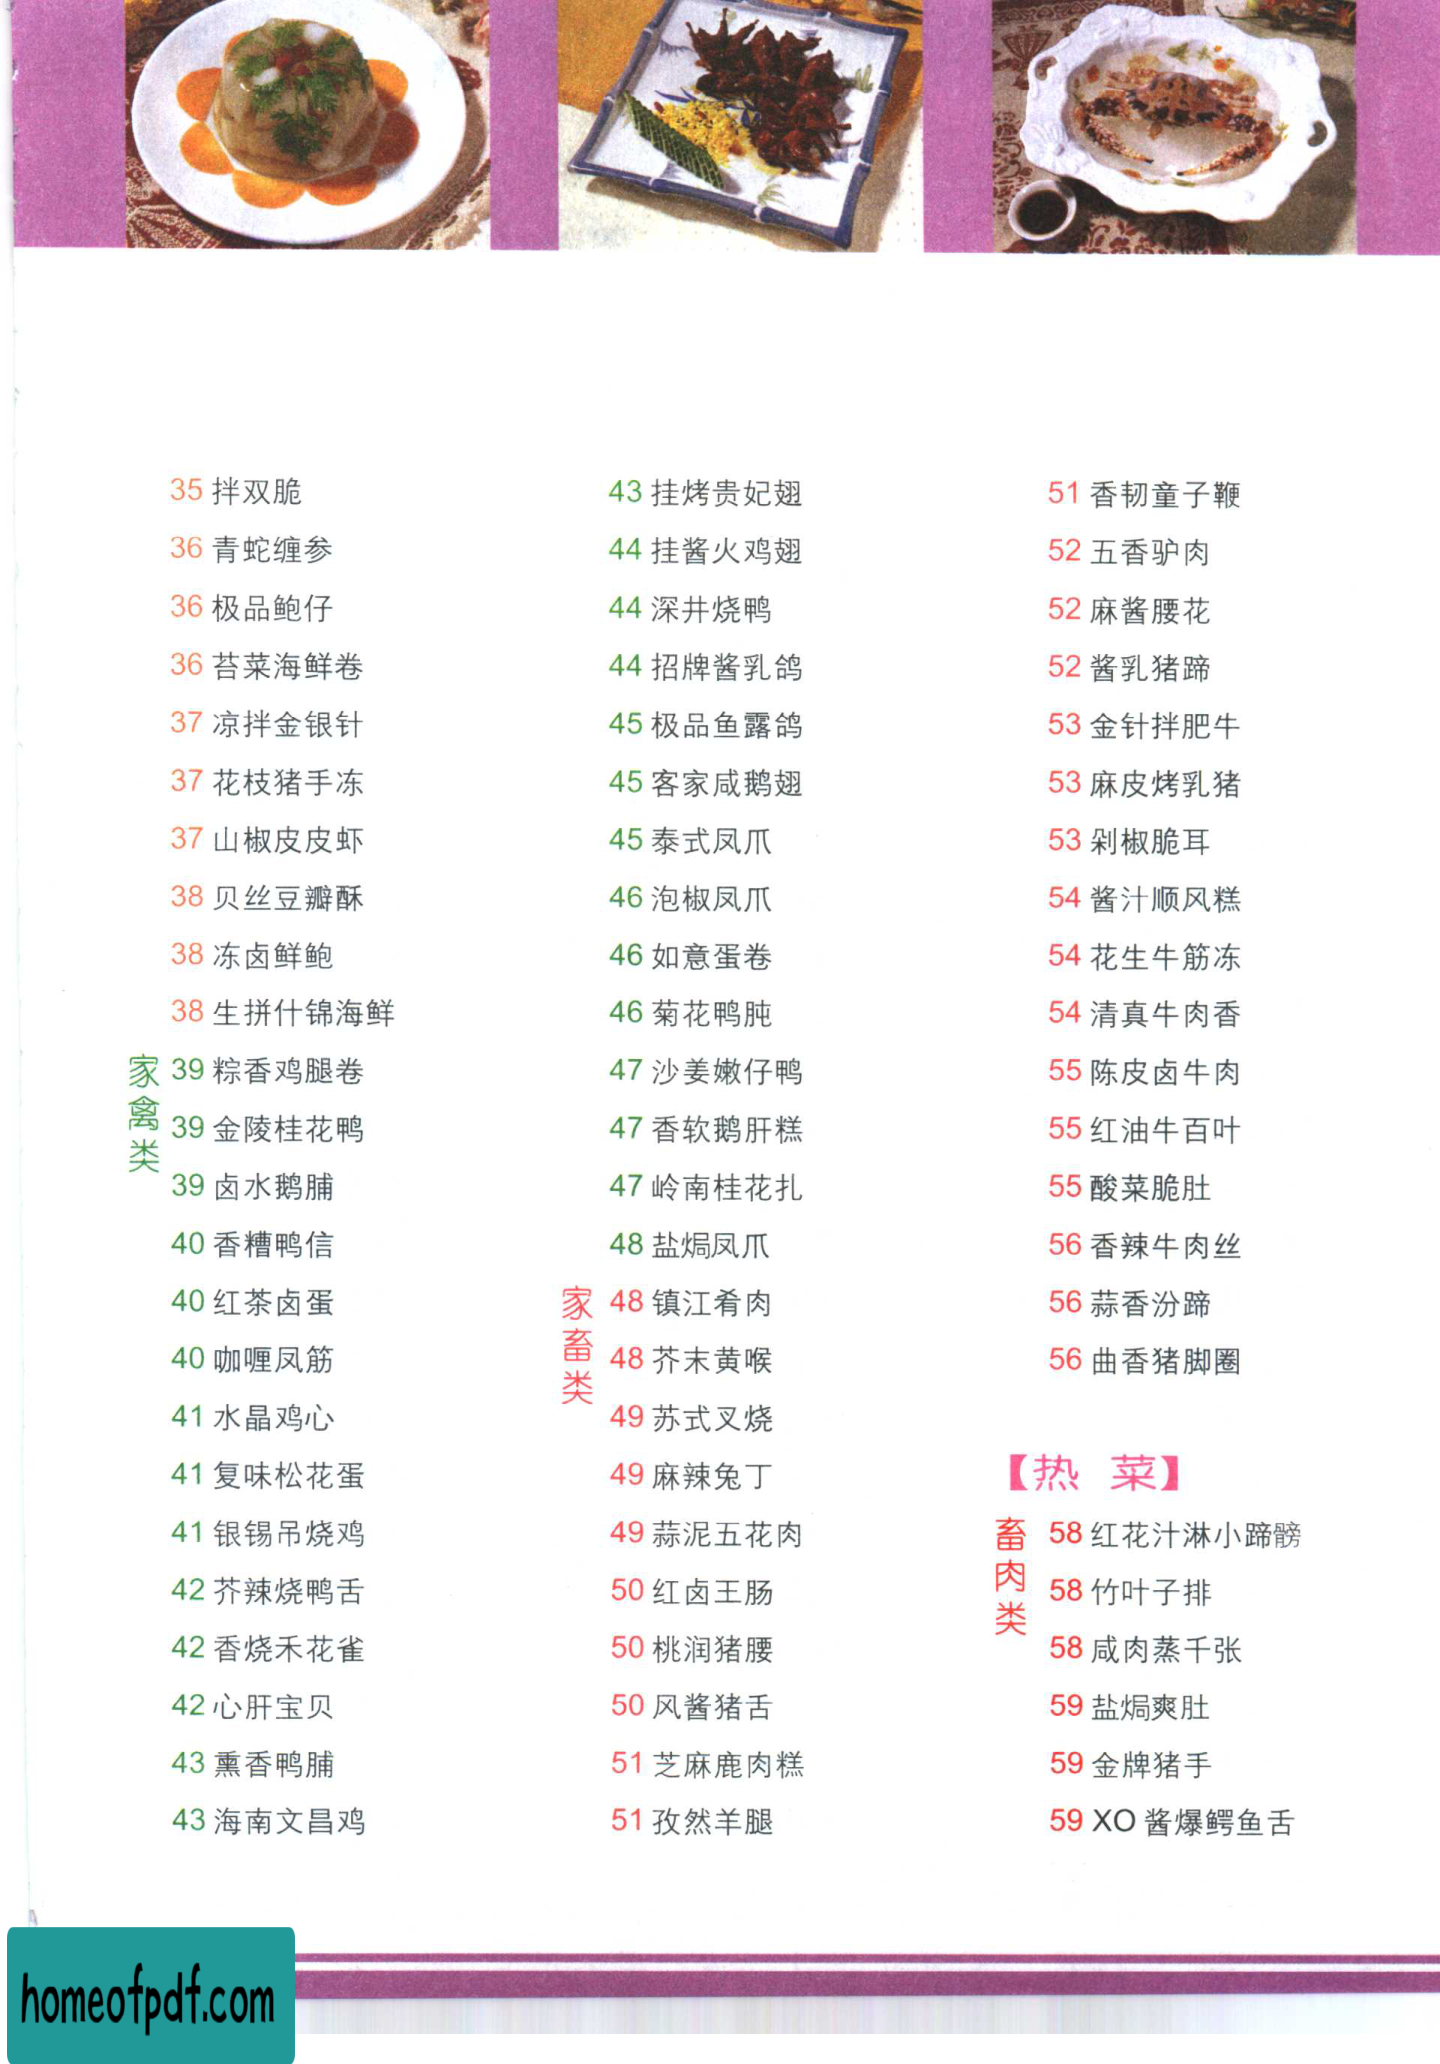 35 拌双脆
36 青蛇缠参
36 极品鲍仔
36 苔菜海鲜卷
37 凉拌金银针
37 花枝猪手冻
37 山椒皮皮虾
38 贝丝豆瓣酥
38 冻卤鲜鲍
38 生拼什锦海鲜
家禽类
39 粽香鸡腿卷
39 金陵桂花鸭
39 卤水鹅脯
40 香糟鸭信
40 红茶卤蛋
40 咖喱凤筋
41 水晶鸡心
41 复味松花蛋
41 银锡吊烧鸡
42 芥辣烧鸭舌
42 香烧禾花雀
42 心肝宝贝
43 熏香鸭脯
43 海南文昌鸡
43 挂烤贵妃翅
44 挂酱火鸡翅
44 深井烧鸭
44 招牌酱乳鸽
45 极品鱼露鸽
45 客家咸鹅翅
45 泰式凤爪
46 泡椒凤爪
46 如意蛋卷
46 菊花鸭肫
47 沙姜嫩仔鸭
47 香软鹅肝糕
47 岭南桂花扎
48 盐焗凤爪
家畜类
48 镇江肴肉
48 芥末黄喉
49 苏式叉烧
49 麻辣兔丁
49 蒜泥五花肉
50 红卤王肠
50 桃润猪腰
50 风酱猪舌
51 芝麻鹿肉糕
51 孜然羊腿
51 香韧童子鞭
52 五香驴肉
52 麻酱腰花
52 酱乳猪蹄
53 金针拌肥牛
53 麻皮烤乳猪
53 剁椒脆耳
54 酱汁顺风糕
54 花生牛筋冻
54 清真牛肉香
55 陈皮卤牛肉
55 红油牛百叶
55 酸菜脆肚
56 香辣牛肉丝
56 蒜香汾蹄
56 曲香猪脚圈
【热 菜】
畜肉类
58 红花汁淋小蹄髈
58 竹叶子排
58 咸肉蒸千张
59 盐焗爽肚
59 金牌猪手
59 XO 酱爆鳄鱼舌
homeofpdf.com